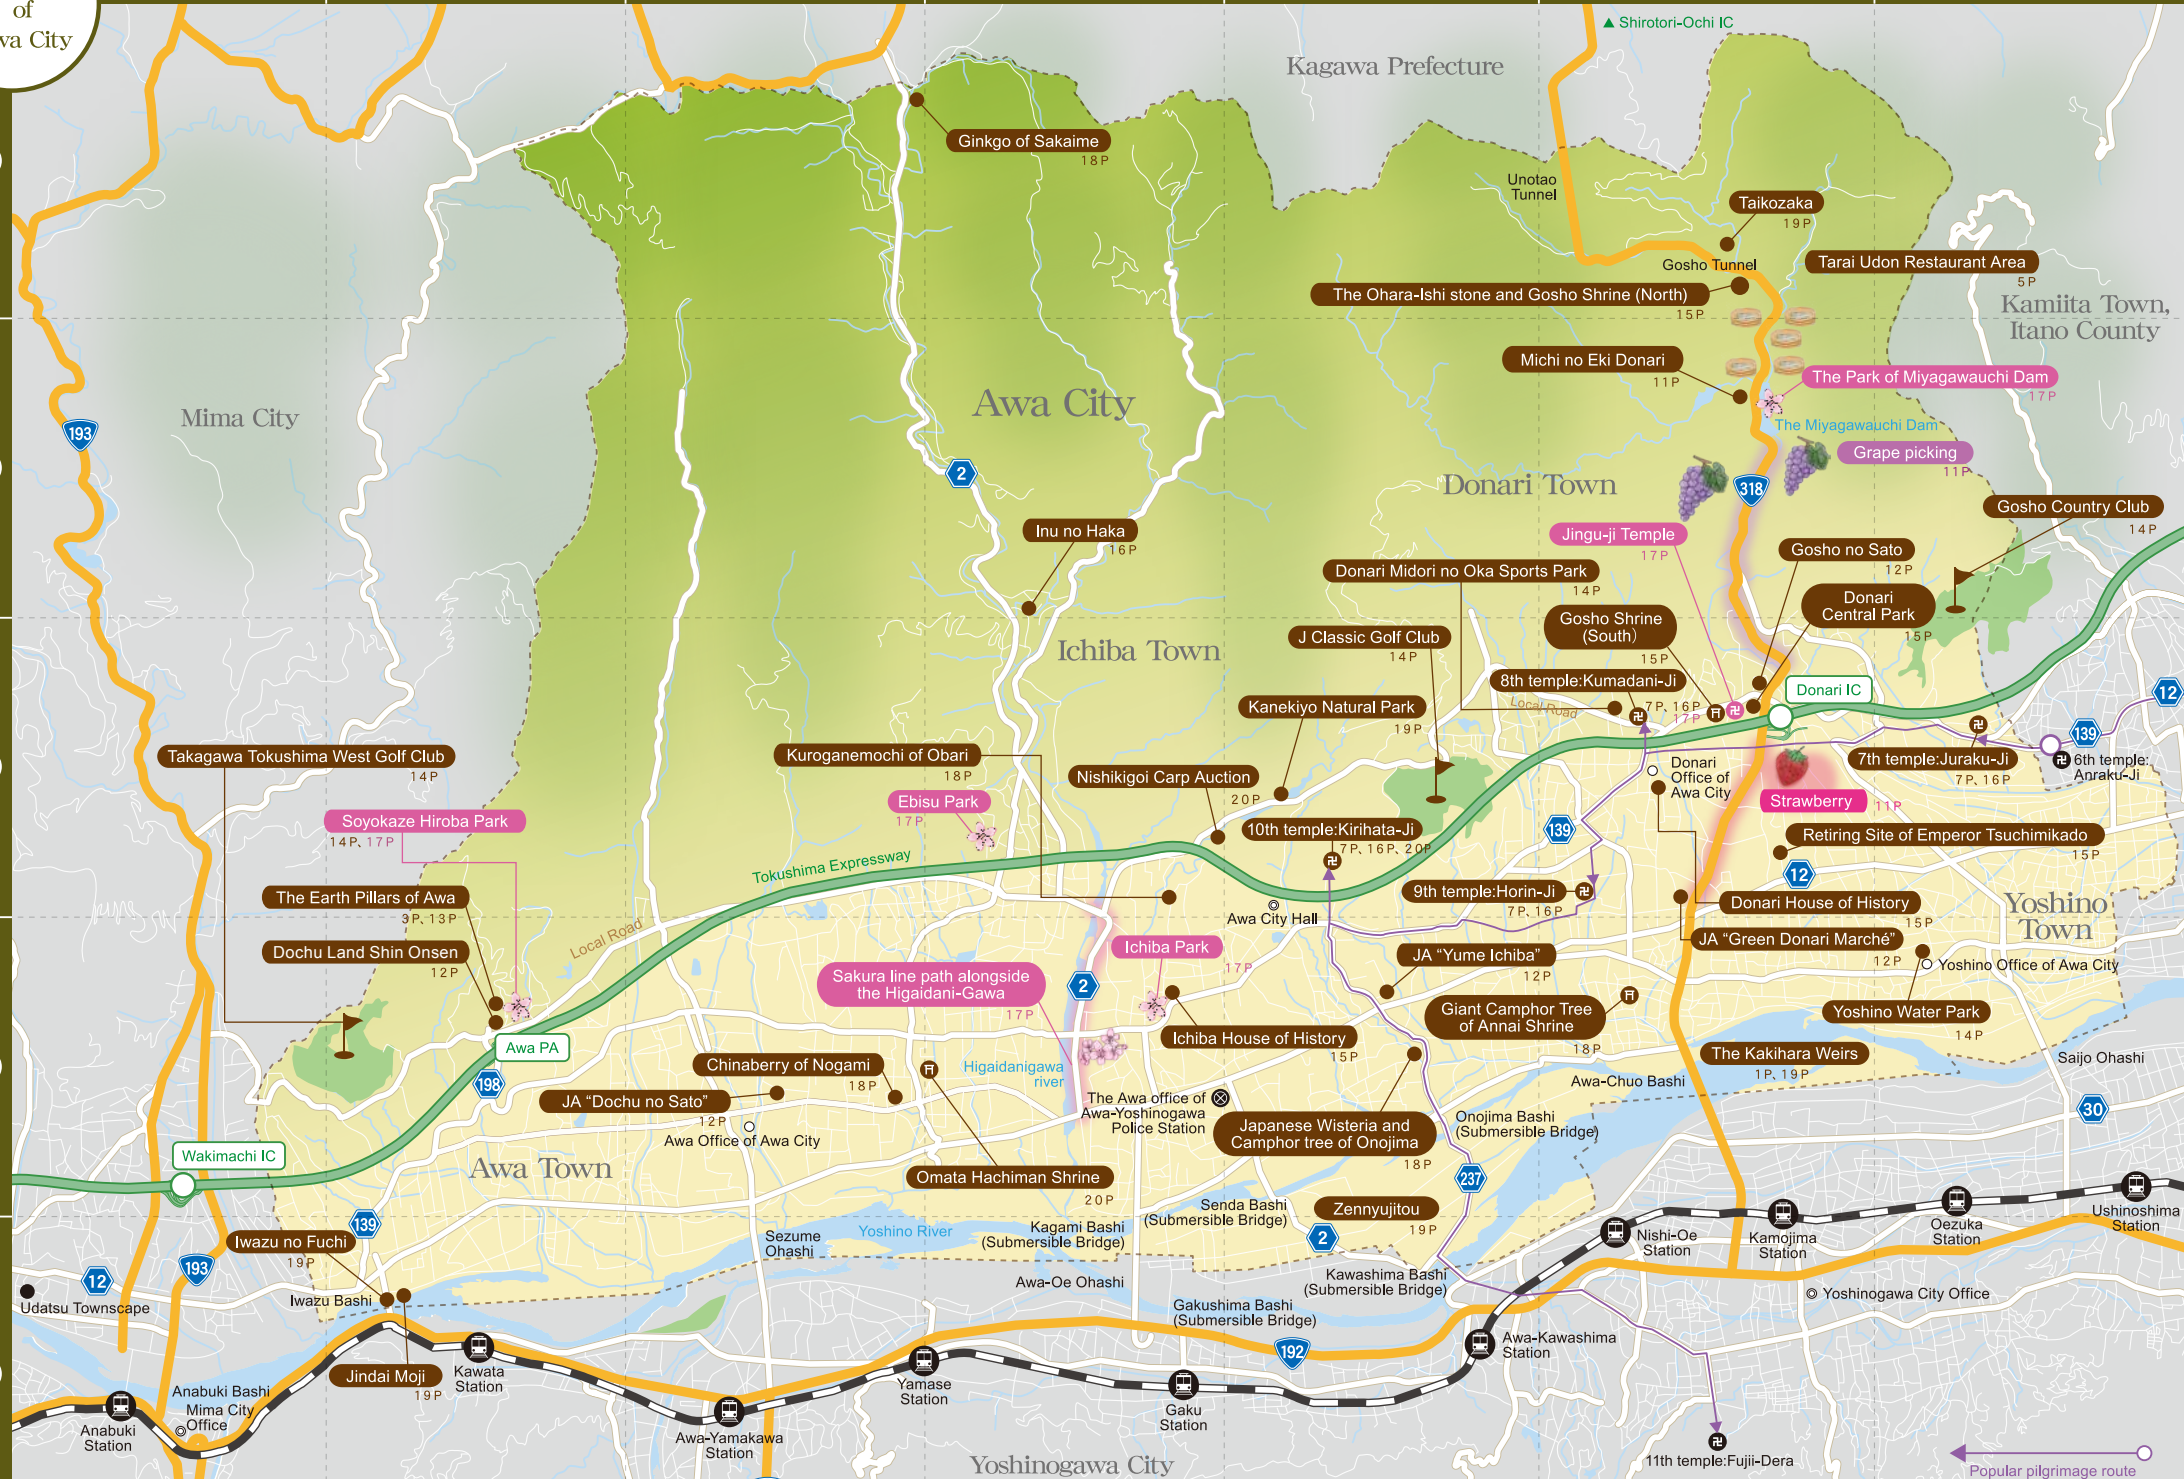 of
va City
▲ Shirotori-Ochi IC
Kagawa Prefecture
Ginkgo of Sakaime
18P
Unotao
Tunnel
Taikozaka
19P
Gosho Tunnel
Tarai Udon Restaurant Area
5P
The Ohara-Ishi stone and Gosho Shrine (North)
15P
Kamiita Town,
Itano County
Michi no Eki Donari
11P
The Park of Miyagawauchi Dam
17P
The Miyagawauchi Dam
Mima City
Awa City
193
2
Grape picking
11P
Donari Town
318
Gosho Country Club
14P
Inu no Haka
16P
Jingu-ji Temple
17P
Gosho no Sato
12P
Donari Midori no Oka Sports Park
14P
Donari
Central Park
15P
Gosho Shrine
(South)
15P
J Classic Golf Club
14P
Ichiba Town
8th temple:Kumadani-Ji
7P、16P
17P
Local Road
Donari IC
12
Kanekiyo Natural Park
19P
139
6th temple:
Anraku-Ji
7th temple:Juraku-Ji
7P、16P
Takagawa Tokushima West Golf Club
14P
Kuroganemochi of Obari
18P
Nishikigoi Carp Auction
20P
Donari
Office of
Awa City
Strawberry
11P
Soyokaze Hiroba Park
14P、17P
Ebisu Park
17P
10th temple:Kirihata-Ji
7P、16P、20P
139
Retiring Site of Emperor Tsuchimikado
15P
12
Tokushima Expressway
The Earth Pillars of Awa
3P、13P
9th temple:Horin-Ji
7P、16P
Donari House of History
15P
Yoshino
Town
Awa City Hall
Local Road
Dochu Land Shin Onsen
12P
Ichiba Park
17P
JA “Green Donari Marché”
12P
JA “Yume Ichiba”
12P
Yoshino Office of Awa City
Sakura line path alongside
the Higaidani-Gawa
17P
2
Giant Camphor Tree
of Annai Shrine
18P
Yoshino Water Park
14P
Ichiba House of History
15P
Awa PA
198
Chinaberry of Nogami
18P
Higaidanigawa
river
The Kakihara Weirs
1P、19P
Saijo Ohashi
JA “Dochu no Sato”
12P
Awa Office of Awa City
The Awa office of
Awa-Yoshinogawa
Police Station
Awa-Chuo Bashi
Japanese Wisteria and
Camphor tree of Onojima
18P
Onojima Bashi
(Submersible Bridge)
30
Wakimachi IC
Awa Town
Omata Hachiman Shrine
20P
237
Senda Bashi
(Submersible Bridge)
Zennyujitou
19P
139
Iwazu no Fuchi
19P
Sezume
Ohashi
Yoshino River
Kagami Bashi
(Submersible Bridge)
2
Nishi-Oe
Station
Kamojima
Station
Oezuka
Station
Ushinoshima
Station
12
193
Udatsu Townscape
Iwazu Bashi
Awa-Oe Ohashi
Kawashima Bashi
(Submersible Bridge)
Yoshinogawa City Office
Gakushima Bashi
(Submersible Bridge)
192
Awa-Kawashima
Station
Jindai Moji
19P
Kawata
Station
Yamase
Station
Gaku
Station
Anabuki Bashi
Mima City
Office
Anabuki
Station
Awa-Yamakawa
Station
Yoshinogawa City
11th temple:Fujii-Dera
Popular pilgrimage route